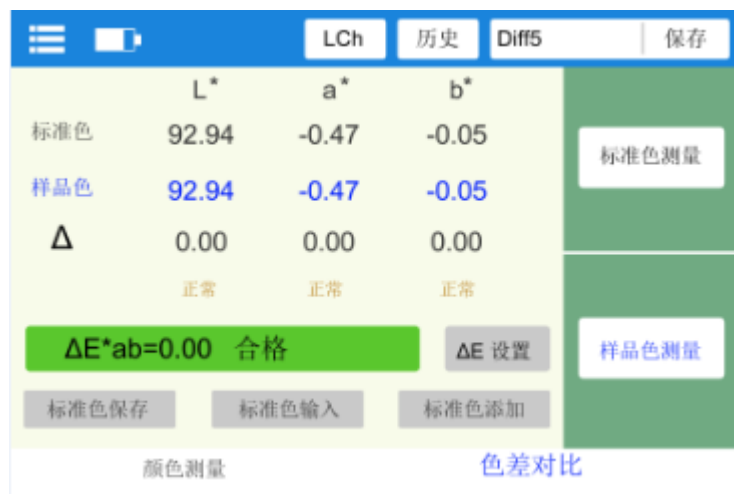 LCh 历史 Diff5 保存
L* a* b*
标准色 92.94 -0.47 -0.05
标准色测量
样品色 92.94 -0.47 -0.05
Δ 0.00 0.00 0.00
正常 正常 正常
ΔE*ab=0.00 合格 ΔE 设置
样品色测量
标准色保存 标准色输入 标准色添加
颜色测量 色差对比